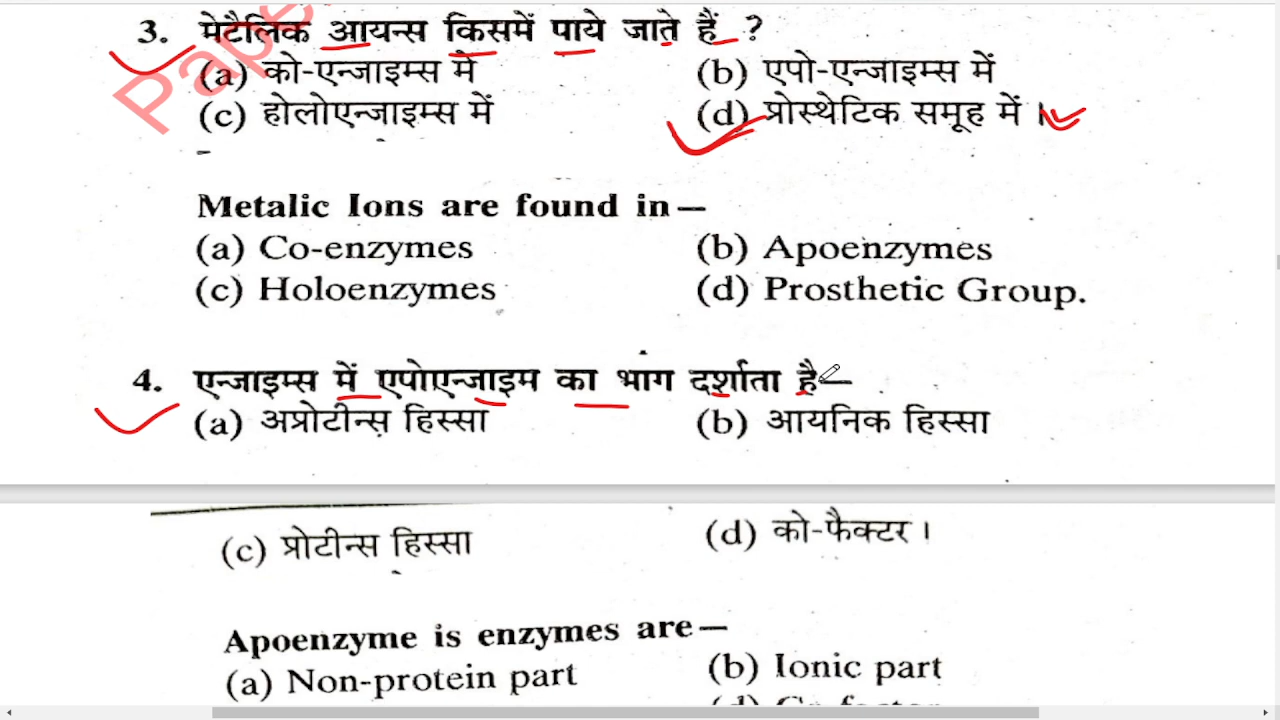 3. मेटैलिक आयन्स किसमें पाये जाते हैं ?
(a) को-एन्जाइम्स में (b) एपो-एन्जाइम्स में
(c) होलोएन्जाइम्स में (d) प्रोस्थेटिक समूह में ।
Metalic Ions are found in—
(a) Co-enzymes (b) Apoenzymes
(c) Holoenzymes (d) Prosthetic Group.
4. एन्जाइम्स में एपोएन्जाइम का भाग दर्शाता है—
(a) अप्रोटीन्स हिस्सा (b) आयनिक हिस्सा
(c) प्रोटीन्स हिस्सा (d) को-फैक्टर ।
Apoenzyme is enzymes are—
(a) Non-protein part (b) Ionic part